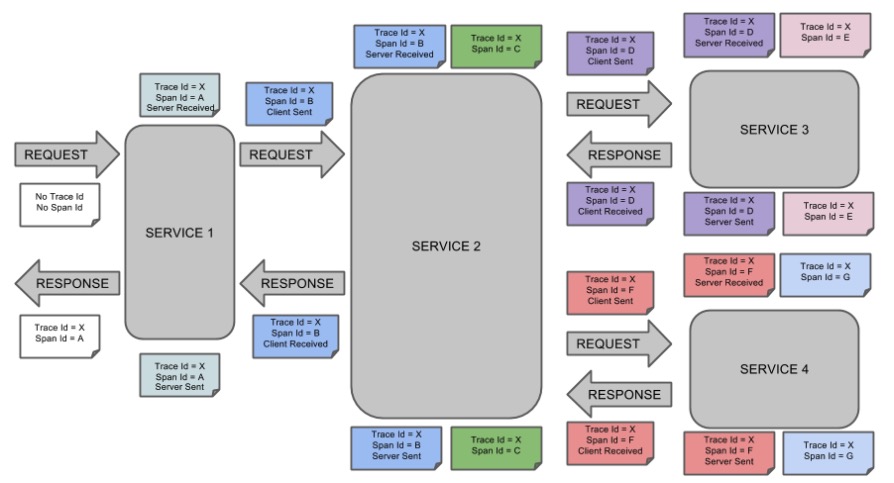 Trace Id = X
Span Id = B
Server Received
Trace Id = X
Span Id = C
Trace Id = X
Span Id = D
Client Sent
Trace Id = X
Span Id = D
Server Received
Trace Id = X
Span Id = E
Trace Id = X
Span Id = A
Server Received
Trace Id = X
Span Id = B
Client Sent
REQUEST
SERVICE 3
REQUEST
REQUEST
RESPONSE
No Trace Id
No Span Id
Trace Id = X
Span Id = D
Client Received
Trace Id = X
Span Id = D
Server Sent
Trace Id = X
Span Id = E
SERVICE 1
SERVICE 2
Trace Id = X
Span Id = F
Client Sent
Trace Id = X
Span Id = F
Server Received
Trace Id = X
Span Id = G
RESPONSE
RESPONSE
Trace Id = X
Span Id = A
Trace Id = X
Span Id = B
Client Received
REQUEST
SERVICE 4
Trace Id = X
Span Id = A
Server Sent
RESPONSE
Trace Id = X
Span Id = B
Server Sent
Trace Id = X
Span Id = C
Trace Id = X
Span Id = F
Client Received
Trace Id = X
Span Id = F
Server Sent
Trace Id = X
Span Id = G